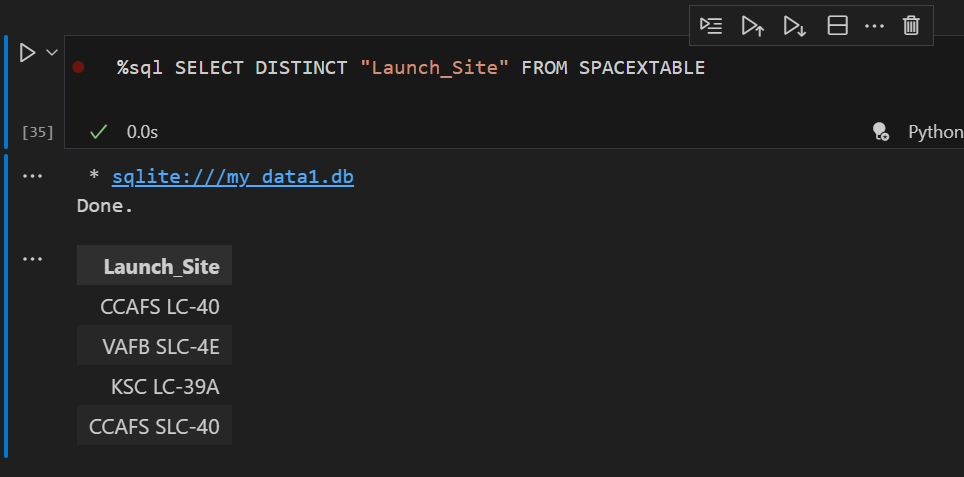 %sql SELECT DISTINCT "Launch_Site" FROM SPACEXTABLE
[35]
0.0s
Python
* sqlite:///my_data1.db
Done.
Launch_Site
CCAFS LC-40
VAFB SLC-4E
KSC LC-39A
CCAFS SLC-40